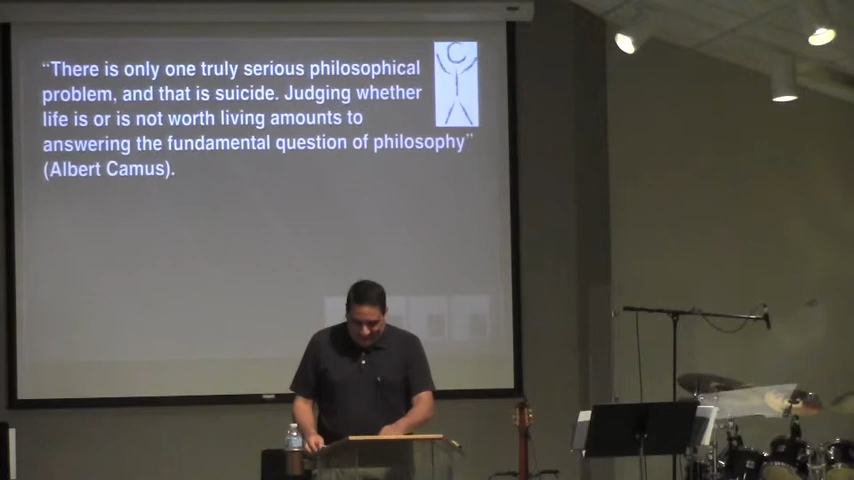 “There is only one truly serious philosophical
problem, and that is suicide. Judging whether
life is or is not worth living amounts to
answering the fundamental question of philosophy”
(Albert Camus).